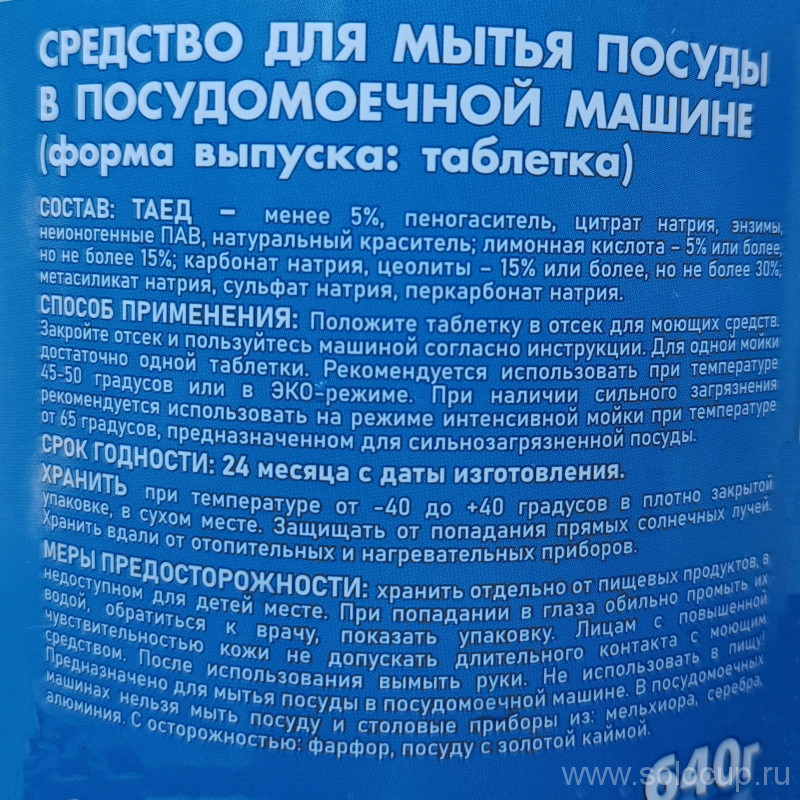 СРЕДСТВО ДЛЯ МЫТЬЯ ПОСУДЫ
В ПОСУДОМОЕЧНОЙ МАШИНЕ
(форма выпуска: таблетка)
СОСТАВ: ТАЕД – менее 5%, пеногаситель, цитрат натрия, энзимы,
неионогенные ПАВ, натуральный краситель; лимонная кислота – 5% или более,
но не более 15%; карбонат натрия, цеолиты – 15% или более, но не более 30%;
метасиликат натрия, сульфат натрия, перкарбонат натрия.
СПОСОБ ПРИМЕНЕНИЯ: Положите таблетку в отсек для моющих средств.
Закройте отсек и пользуйтесь машиной согласно инструкции. Для одной мойки
достаточно одной таблетки. Рекомендуется использовать при температуре
45-50 градусов или в ЭКО-режиме. При наличии сильного загрязнения
рекомендуется использовать на режиме интенсивной мойки при температуре
от 65 градусов, предназначенном для сильнозагрязненной посуды.
СРОК ГОДНОСТИ: 24 месяца с даты изготовления.
ХРАНИТЬ при температуре от -40 до +40 градусов в плотно закрытой
упаковке, в сухом месте. Защищать от попадания прямых солнечных лучей.
Хранить вдали от отопительных и нагревательных приборов.
МЕРЫ ПРЕДОСТОРОЖНОСТИ: хранить отдельно от пищевых продуктов, в
недоступном для детей месте. При попадании в глаза обильно промыть их
водой, обратиться к врачу, показать упаковку. Лицам с повышенной
чувствительностью кожи не допускать длительного контакта с моющим
средством. После использования вымыть руки. Не использовать в пищу!
Предназначено для мытья посуды в посудомоечной машине. В посудомоечных
машинах нельзя мыть посуду и столовые приборы из: мельхиора, серебра,
алюминия. С осторожностью: фарфор, посуду с золотой каймой.
640г
www.solocup.ru